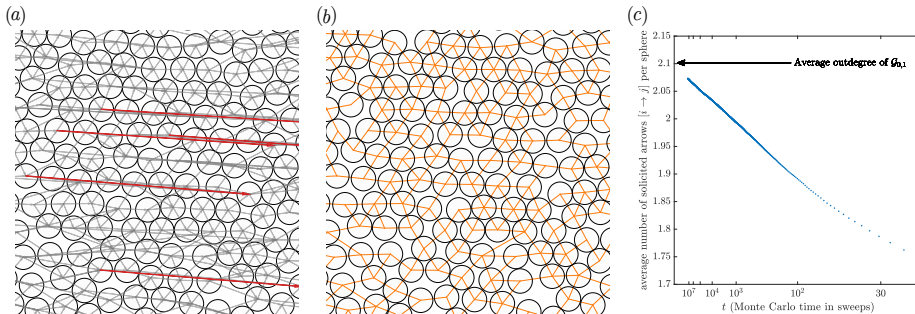 (a)
(b)
(c)
average number of solicited arrows [i → j] per sphere
2.15
2.1
2.05
2
1.95
1.9
1.85
1.8
1.75
1.7
Average outdegree of 𝒢₀,₁
10⁷
10⁴
10³
10²
30
t (Monte Carlo time in sweeps)